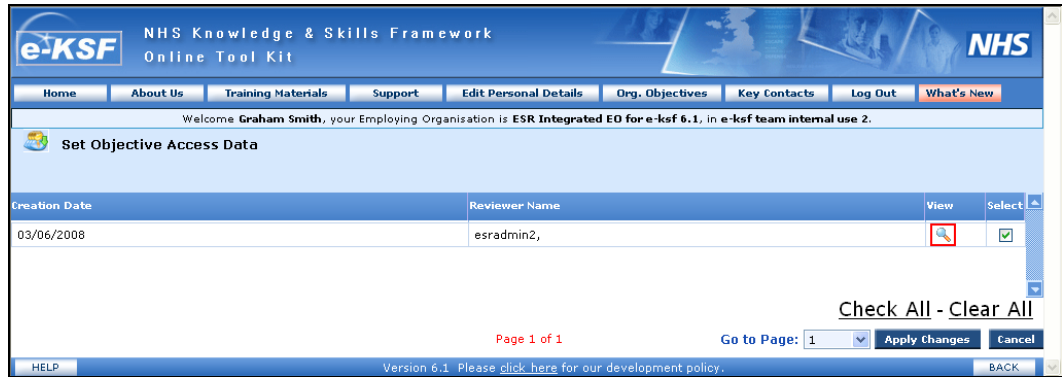 e-KSF
NHS Knowledge & Skills Framework
Online Tool Kit
NHS
Home About Us Training Materials Support Edit Personal Details Org. Objectives Key Contacts Log Out What's New
Welcome Graham Smith, your Employing Organisation is ESR Integrated EO for e-ksf 6.1, in e-ksf team internal use 2.
Set Objective Access Data
Creation Date Reviewer Name View Select
03/06/2008 esradmin2,
Check All - Clear All
Page 1 of 1 Go to Page: 1 Apply Changes Cancel
HELP Version 6.1 Please click here for our development policy. BACK